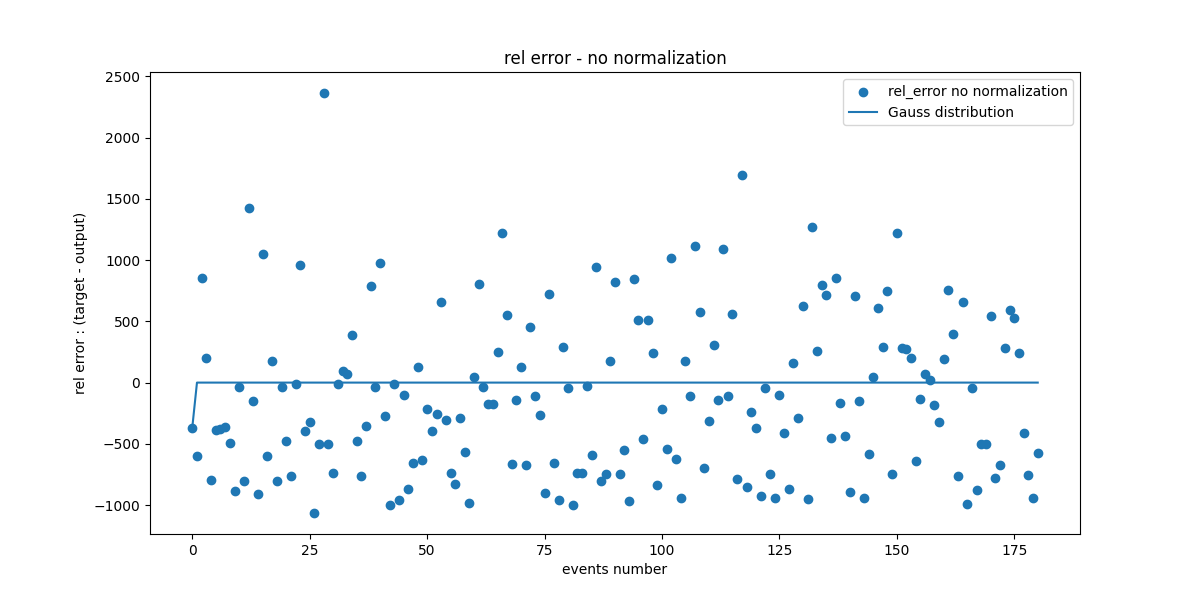 rel error - no normalization
rel_error no normalization
Gauss distribution
rel error : (target - output)
2500
2000
1500
1000
500
0
−500
−1000
0 25 50 75 100 125 150 175
events number